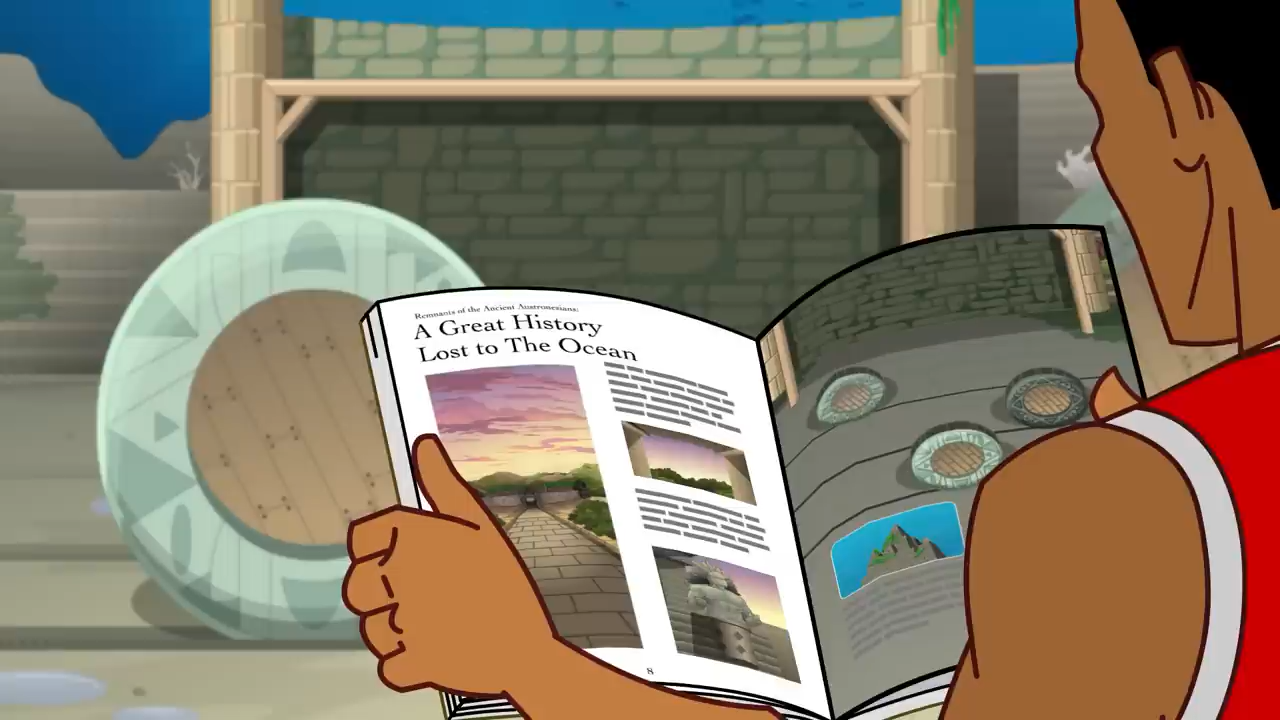 Remnants of the Ancient Austronesians:
A Great History
Lost to The Ocean
8